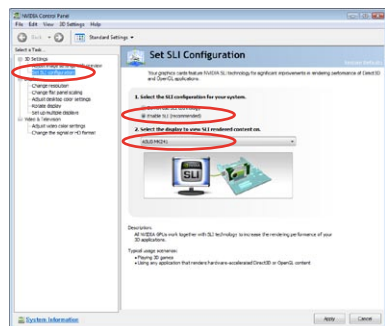 NVIDIA Control Panel
File Edit View 3D Settings Help
Back
Standard Settings
Select a Task...
3D Settings
Set SLI configuration
Change resolution
Change flat panel scaling
Adjust desktop color settings
Rotate display
Set up multiple displays
Video & Television
Adjust video color settings
Change the signal or HD format
System Information
Set SLI Configuration
Your graphics cards feature NVIDIA SLI technology for significant improvements in rendering performance of Direct3D
and OpenGL applications.
1. Select the SLI configuration for your system.
Enable SLI (recommended)
2. Select the display to view SLI rendered content on.
SLI
Description:
All NVIDIA GPUs work together with SLI technology to increase the rendering performance of your
3D applications.
Typical usage scenarios:
• Playing 3D games
• Using any application that renders hardware-accelerated Direct3D or OpenGL content
Apply
Cancel